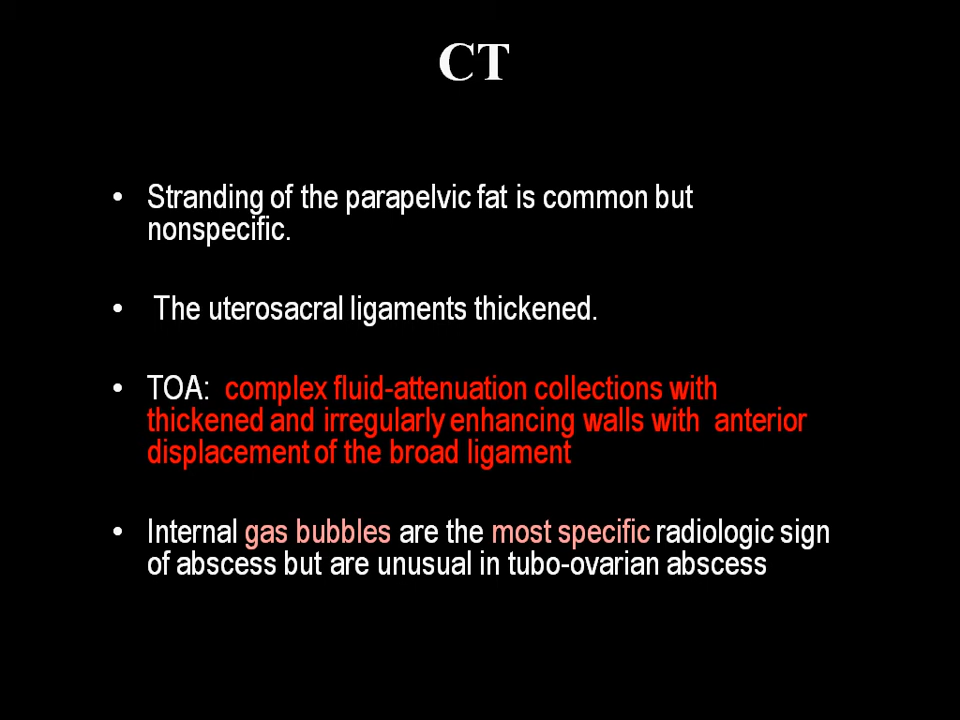 CT
• Stranding of the parapelvic fat is common but
nonspecific.
• The uterosacral ligaments thickened.
• TOA: complex fluid-attenuation collections with
thickened and irregularly enhancing walls with anterior
displacement of the broad ligament
• Internal gas bubbles are the most specific radiologic sign
of abscess but are unusual in tubo-ovarian abscess